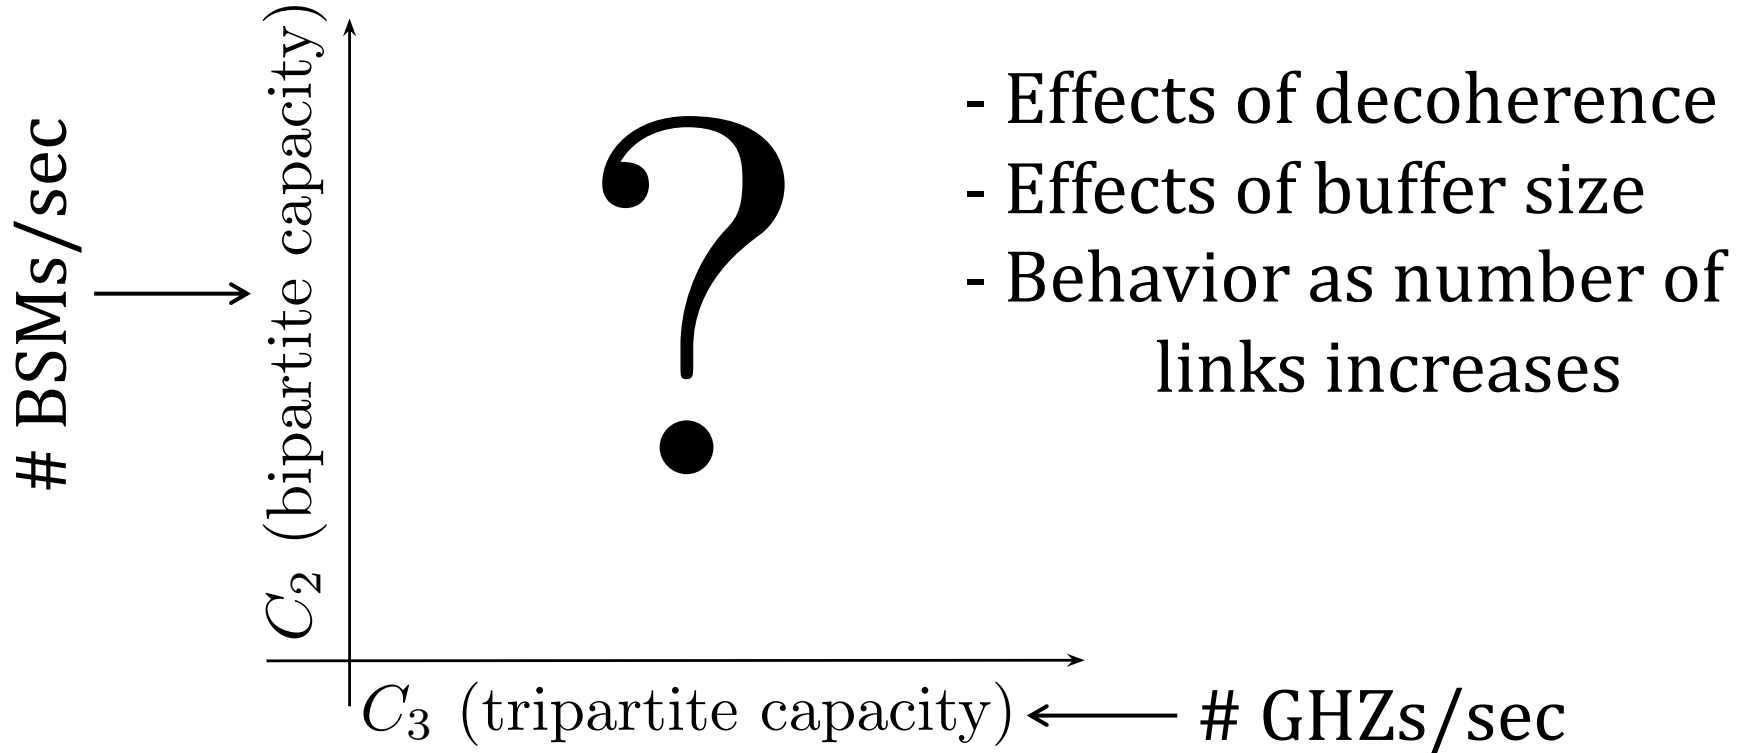 # BSMs/sec
C₂ (bipartite capacity)
?
- Effects of decoherence
- Effects of buffer size
- Behavior as number of
links increases
C₃ (tripartite capacity)
# GHZs/sec